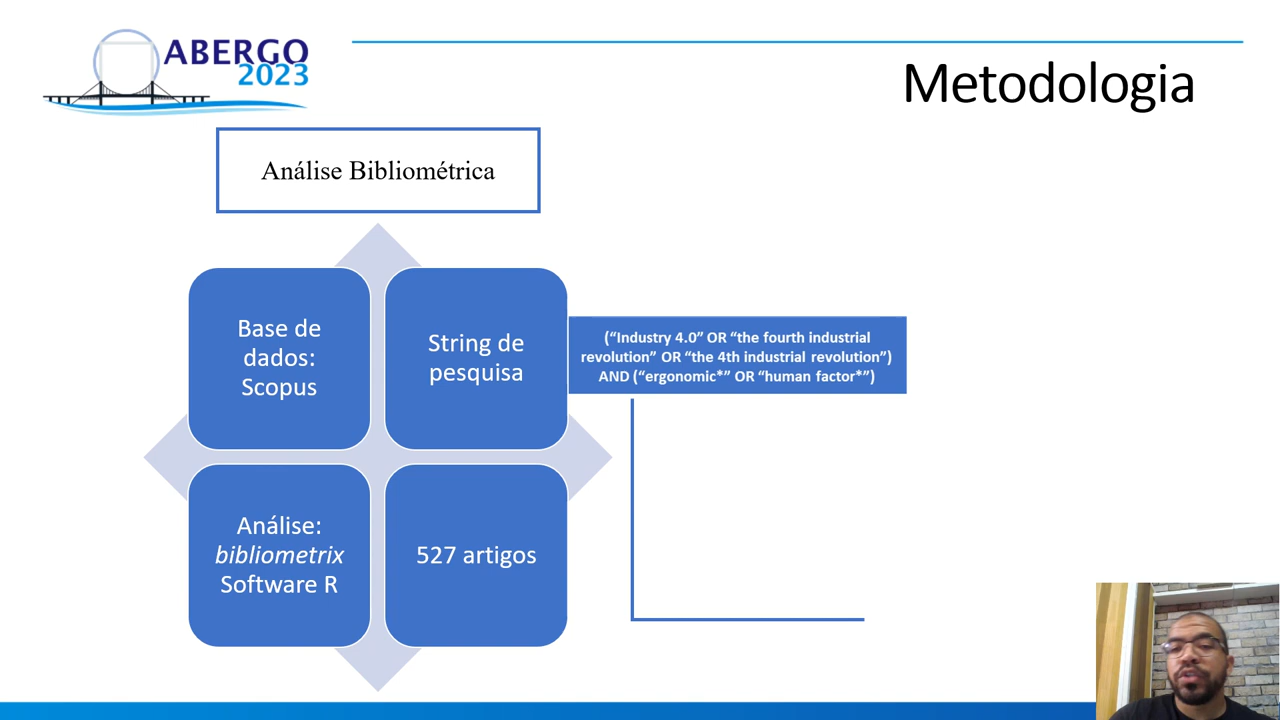 ABERGO
2023
Metodologia
Análise Bibliométrica
Base de
dados:
Scopus
String de
pesquisa
(“Industry 4.0” OR “the fourth industrial
revolution” OR “the 4th industrial revolution”)
AND (“ergonomic*” OR “human factor*”)
Análise:
bibliometrix
Software R
527 artigos